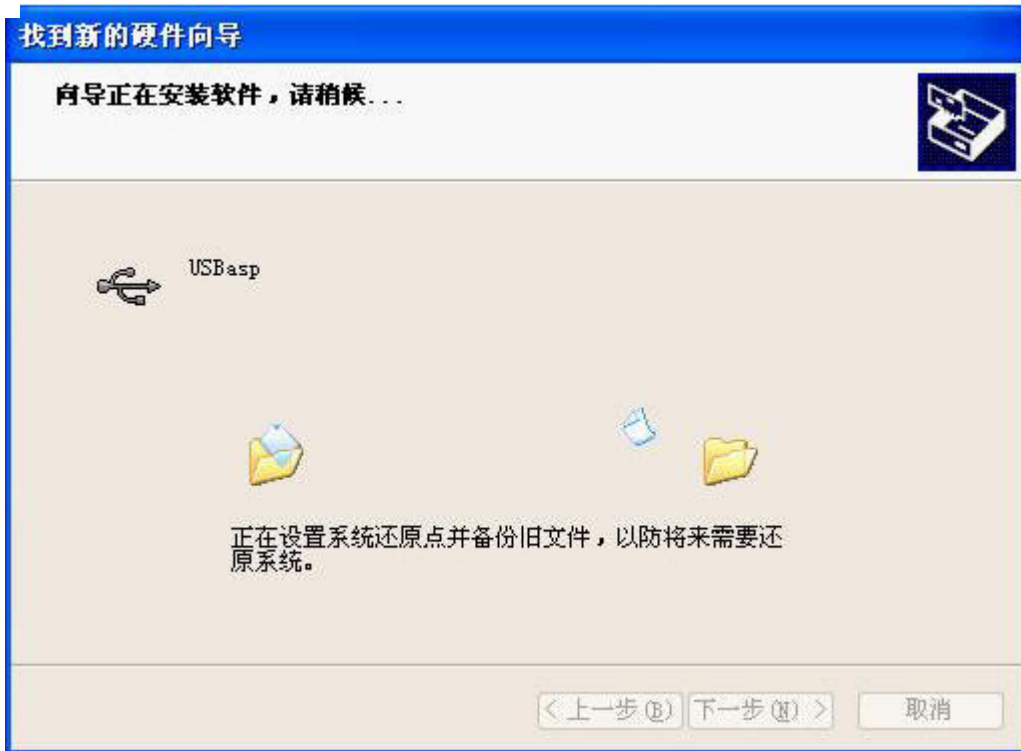 找到新的硬件向导
向导正在安装软件，请稍候...
USBasp
正在设置系统还原点并备份旧文件，以防将来需要还
原系统。
< 上一步(B)
下一步(N) >
取消